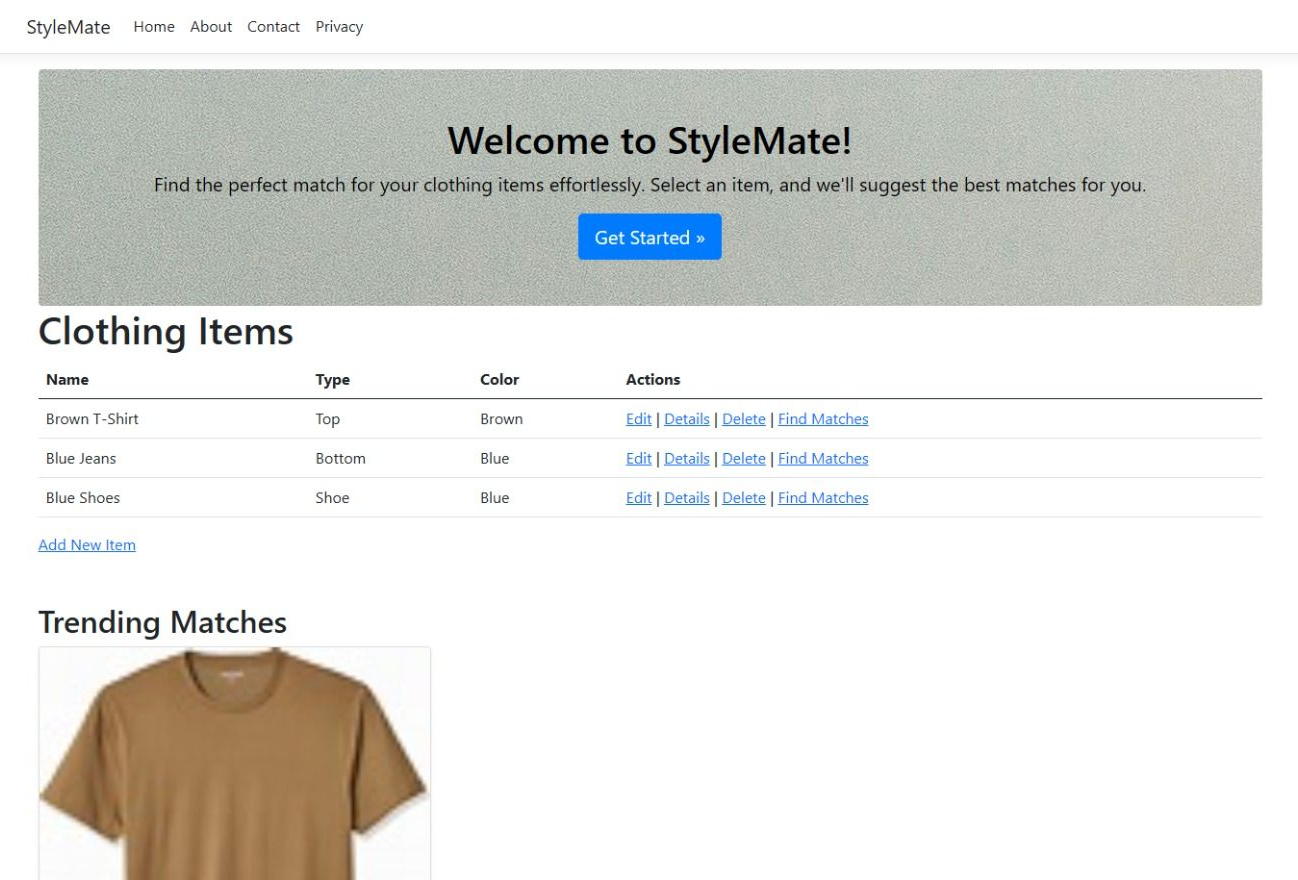 StyleMate Home About Contact Privacy
Welcome to StyleMate!
Find the perfect match for your clothing items effortlessly. Select an item, and we'll suggest the best matches for you.
Get Started »
Clothing Items
Name Type Color Actions
Brown T-Shirt Top Brown Edit | Details | Delete | Find Matches
Blue Jeans Bottom Blue Edit | Details | Delete | Find Matches
Blue Shoes Shoe Blue Edit | Details | Delete | Find Matches
Add New Item
Trending Matches